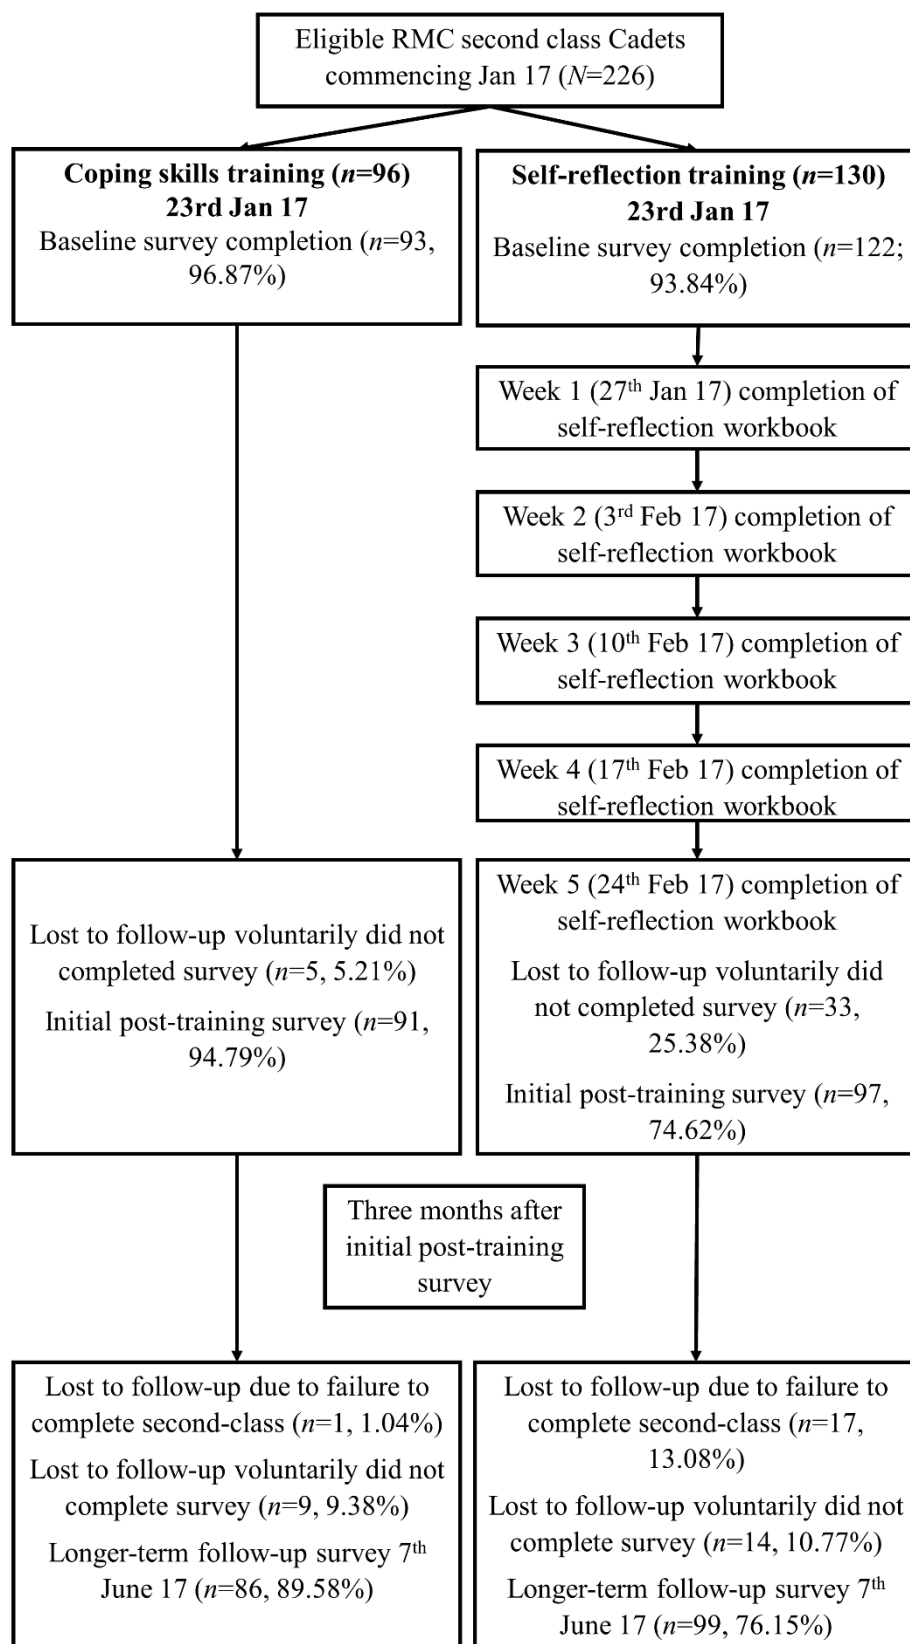 Eligible RMC second class Cadets
commencing Jan 17 (N=226)
Coping skills training (n=96)
23rd Jan 17
Baseline survey completion (n=93,
96.87%)
Self-reflection training (n=130)
23rd Jan 17
Baseline survey completion (n=122;
93.84%)
Week 1 (27th Jan 17) completion of
self-reflection workbook
Week 2 (3rd Feb 17) completion of
self-reflection workbook
Week 3 (10th Feb 17) completion of
self-reflection workbook
Week 4 (17th Feb 17) completion of
self-reflection workbook
Lost to follow-up voluntarily did not
completed survey (n=5, 5.21%)
Initial post-training survey (n=91,
94.79%)
Week 5 (24th Feb 17) completion of
self-reflection workbook
Lost to follow-up voluntarily did
not completed survey (n=33,
25.38%)
Initial post-training survey (n=97,
74.62%)
Three months after
initial post-training
survey
Lost to follow-up due to failure to
complete second-class (n=1, 1.04%)
Lost to follow-up voluntarily did not
complete survey (n=9, 9.38%)
Longer-term follow-up survey 7th
June 17 (n=86, 89.58%)
Lost to follow-up due to failure to
complete second-class (n=17,
13.08%)
Lost to follow-up voluntarily did not
complete survey (n=14, 10.77%)
Longer-term follow-up survey 7th
June 17 (n=99, 76.15%)